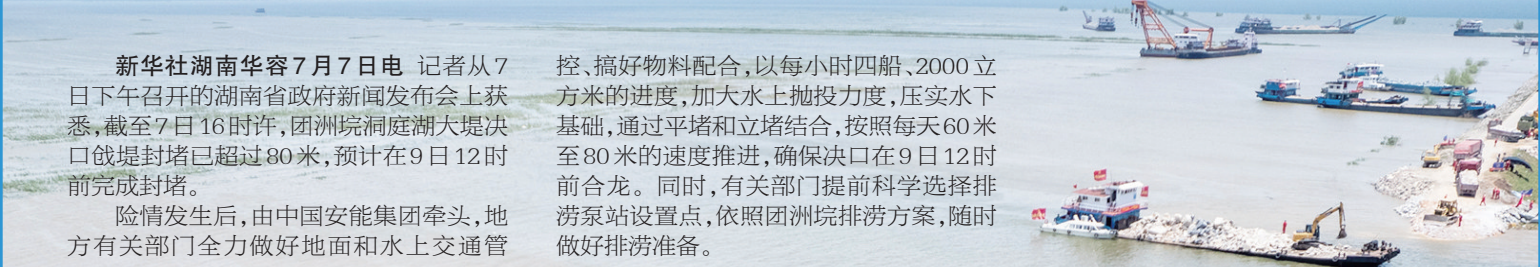 新华社湖南华容7月7日电 记者从7
日下午召开的湖南省政府新闻发布会上获
悉，截至7日16时许，团洲垸洞庭湖大堤决
口戗堤封堵已超过80米，预计在9日12时
前完成封堵。
险情发生后，由中国安能集团牵头，地
方有关部门全力做好地面和水上交通管
控、搞好物料配合，以每小时四船、2000立
方米的进度，加大水上抛投力度，压实水下
基础，通过平堵和立堵结合，按照每天60米
至80米的速度推进，确保决口在9日12时
前合龙。同时，有关部门提前科学选择排
涝泵站设置点，依照团洲垸排涝方案，随时
做好排涝准备。